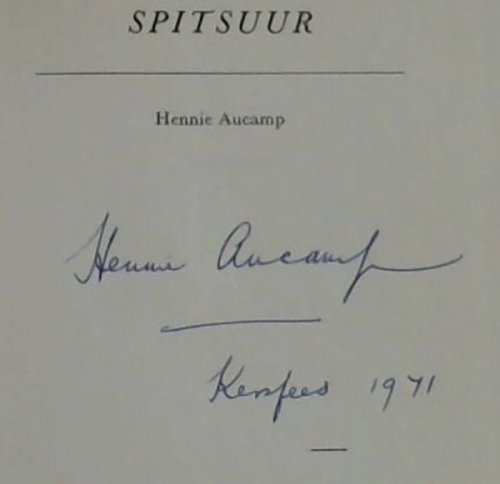 SPITSUUR
Hennie Aucamp
Hennie Aucamp
Kersfees 1971